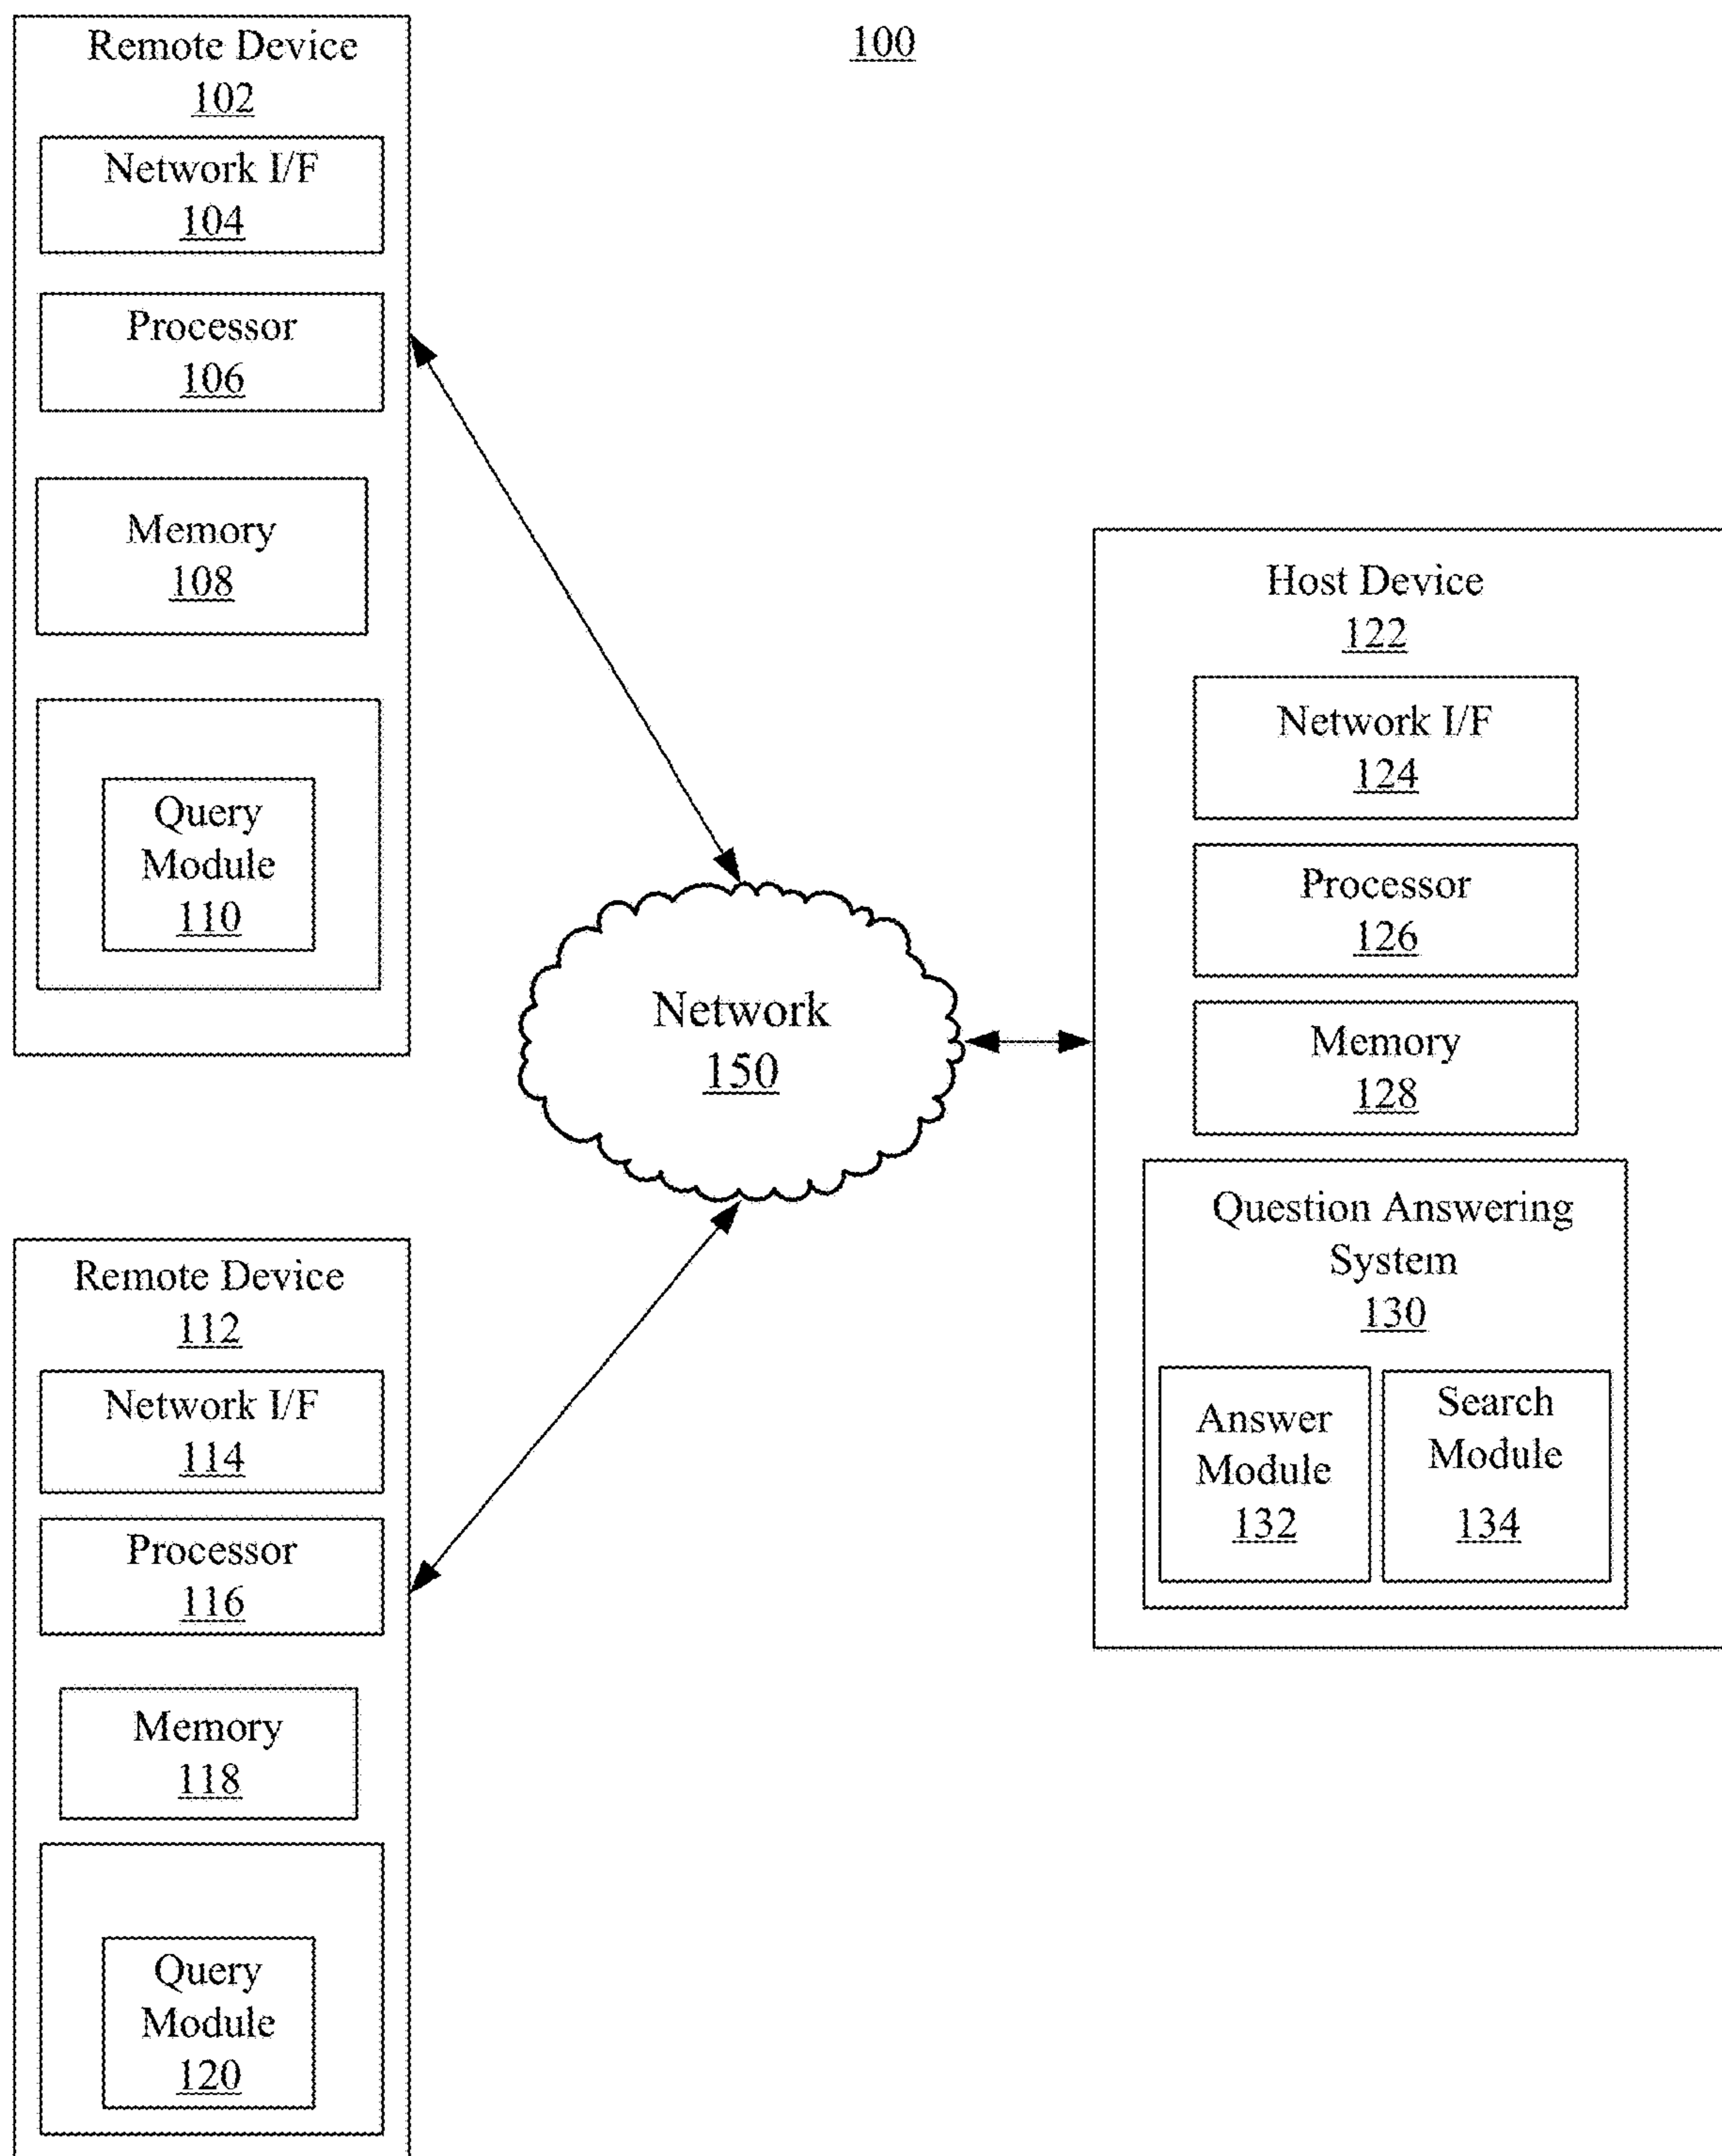 100
Remote Device
102
Network I/F
104
Processor
106
Memory
108
Query
Module
110
Network
150
Host Device
122
Network I/F
124
Processor
126
Memory
128
Question Answering
System
130
Answer
Module
132
Search
Module
134
Remote Device
112
Network I/F
114
Processor
116
Memory
118
Query
Module
120